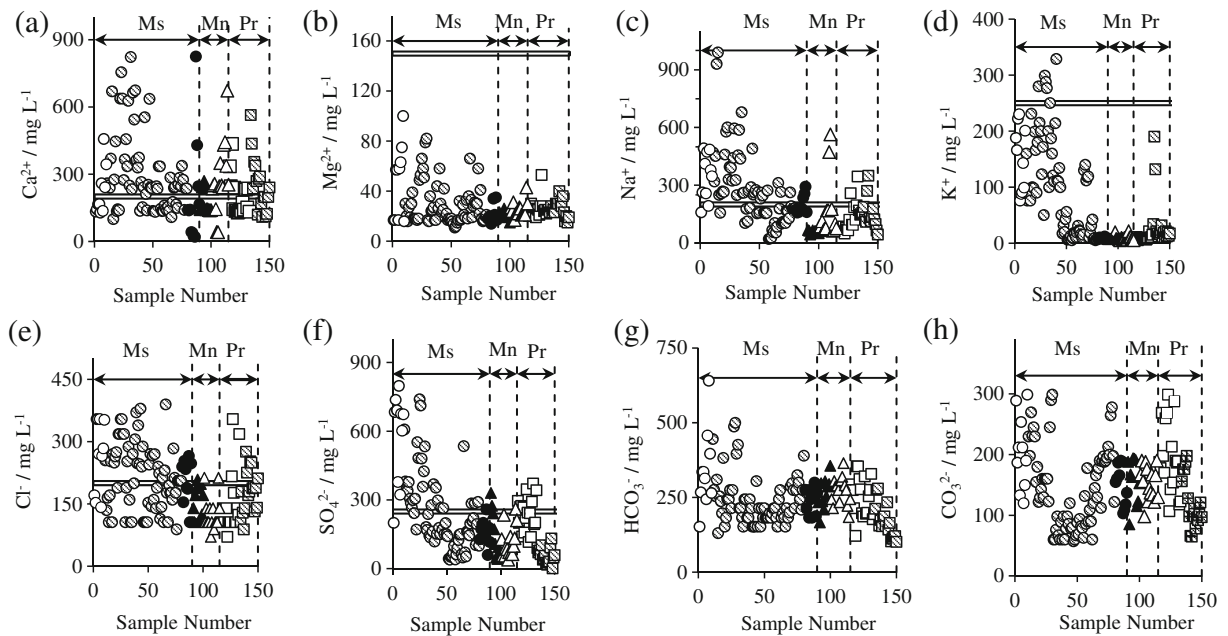 (a) Ms Mn Pr
900
600
300
0
Ca2+ / mg L-1
0 50 100 150
Sample Number
(b) Ms Mn Pr
160
120
80
40
0
Mg2+ / mg L-1
0 50 100 150
Sample Number
(c) Ms Mn Pr
900
600
300
0
Na+ / mg L-1
0 50 100 150
Sample Number
(d) Ms Mn Pr
400
300
200
100
0
K+ / mg L-1
0 50 100 150
Sample Number
(e) Ms Mn Pr
450
300
150
0
Cl- / mg L-1
0 50 100 150
Sample Number
(f) Ms Mn Pr
900
600
300
0
SO42- / mg L-1
0 50 100 150
Sample Number
(g) Ms Mn Pr
750
500
250
0
HCO3- / mg L-1
0 50 100 150
Sample Number
(h) Ms Mn Pr
400
300
200
100
0
CO32- / mg L-1
0 50 100 150
Sample Number